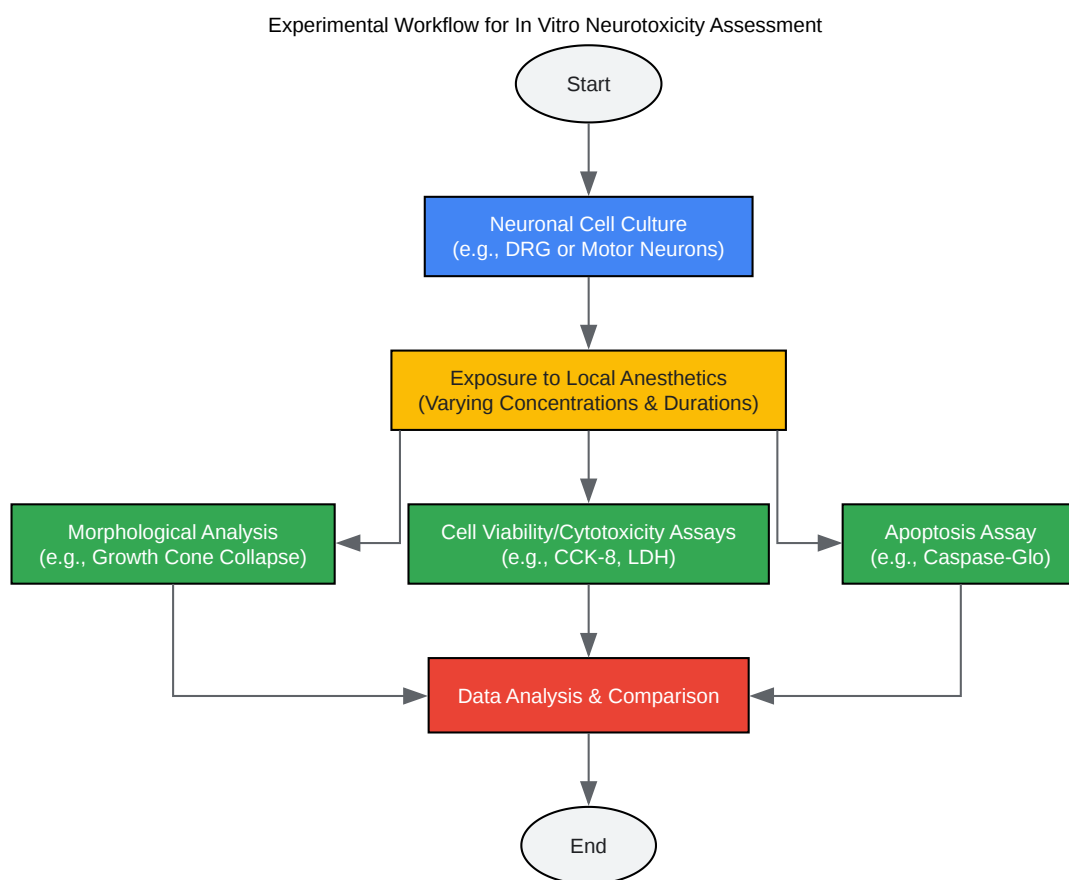 Experimental Workflow for In Vitro Neurotoxicity Assessment
Start
Neuronal Cell Culture
(e.g., DRG or Motor Neurons)
Exposure to Local Anesthetics
(Varying Concentrations & Durations)
Morphological Analysis
(e.g., Growth Cone Collapse)
Cell Viability/Cytotoxicity Assays
(e.g., CCK-8, LDH)
Apoptosis Assay
(e.g., Caspase-Glo)
Data Analysis & Comparison
End